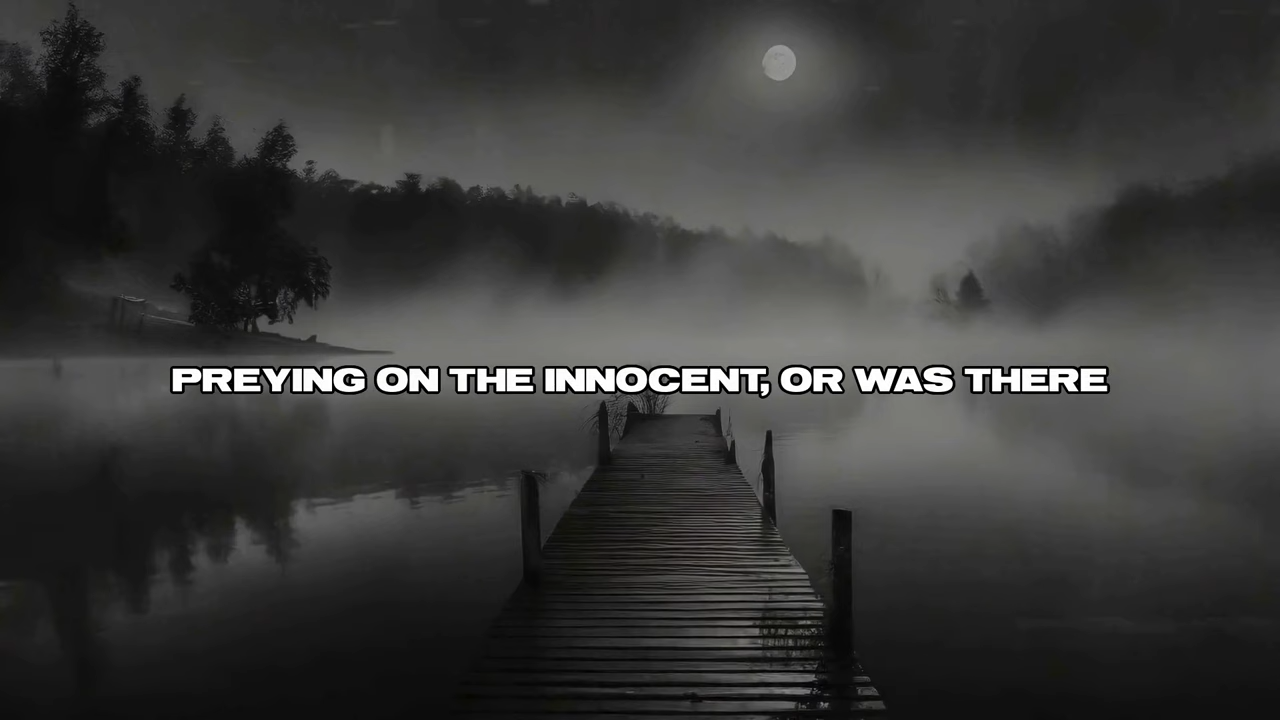 PREYING ON THE INNOCENT, OR WAS THERE